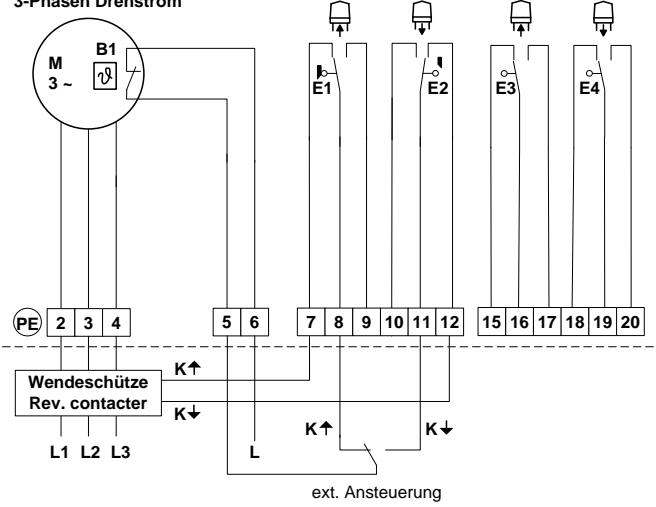 3-Phasen Drehstrom
M
3 ~
B1
ϑ
E1
E2
E3
E4
PE 2 3 4 5 6 7 8 9 10 11 12 15 16 17 18 19 20
Wendeschütze
Rev. contacter
K↑
K↓
K↑
K↓
L1 L2 L3
L
ext. Ansteuerung